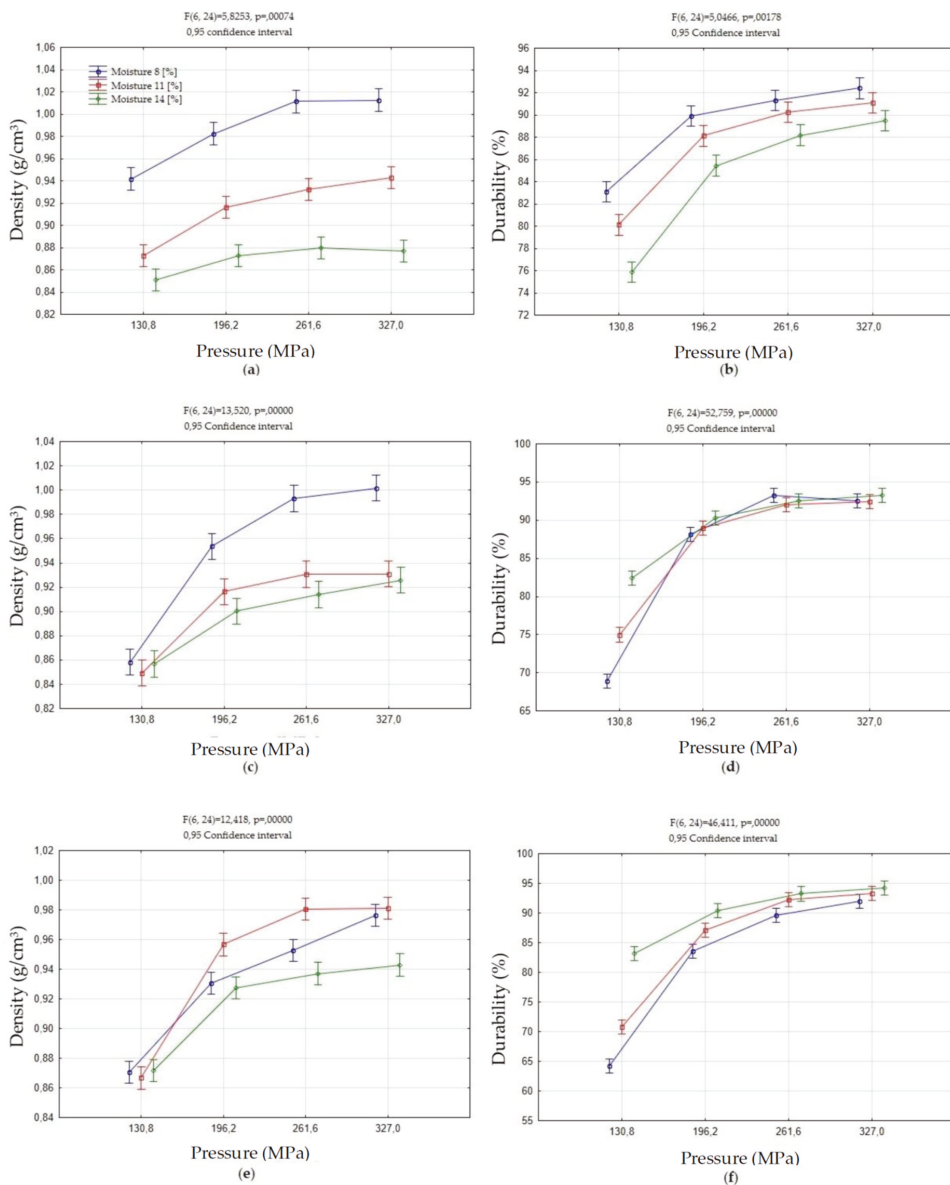 F(6, 24)=5,8253, p=,00074
0,95 confidence interval
1,06
1,04
1,02
1,00
0,98
0,96
0,94
0,92
0,90
0,88
0,86
0,84
0,82
Moisture 8 [%]
Moisture 11 [%]
Moisture 14 [%]
Density (g/cm³)
130,8 196,2 261,6 327,0
Pressure (MPa)
(a)
F(6, 24)=5,0466, p=,00178
0,95 Confidence interval
96
94
92
90
88
86
84
82
80
78
76
74
72
Durability (%)
130,8 196,2 261,6 327,0
Pressure (MPa)
(b)
F(6, 24)=13,520, p=,00000
0,95 Confidence interval
1,04
1,02
1,00
0,98
0,96
0,94
0,92
0,90
0,88
0,86
0,84
0,82
Density (g/cm³)
130,8 196,2 261,6 327,0
Pressure (MPa)
(c)
F(6, 24)=52,759, p=,00000
0,95 Confidence interval
100
95
90
85
80
75
70
65
Durability (%)
130,8 196,2 261,6 327,0
Pressure (MPa)
(d)
F(6, 24)=12,418, p=,00000
0,95 Confidence interval
1,02
1,00
0,98
0,96
0,94
0,92
0,90
0,88
0,86
0,84
Density (g/cm³)
130,8 196,2 261,6 327,0
Pressure (MPa)
(e)
F(6, 24)=46,411, p=,00000
0,95 Confidence interval
100
95
90
85
80
75
70
65
60
55
Durability (%)
130,8 196,2 261,6 327,0
Pressure (MPa)
(f)